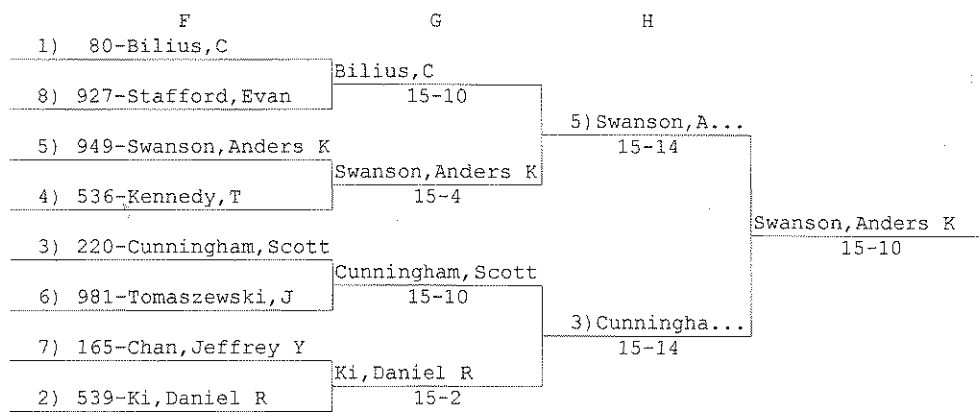 F G H
1) 80-Bilius,C
Bilius,C
8) 927-Stafford,Evan
15-10
5)Swanson,A...
5) 949-Swanson,Anders K
15-14
Swanson,Anders K
4) 536-Kennedy,T
15-4
Swanson,Anders K
3) 220-Cunningham,Scott
15-10
Cunningham,Scott
6) 981-Tomaszewski,J
15-10
3)Cunningha...
7) 165-Chan,Jeffrey Y
15-14
Ki,Daniel R
2) 539-Ki,Daniel R
15-2